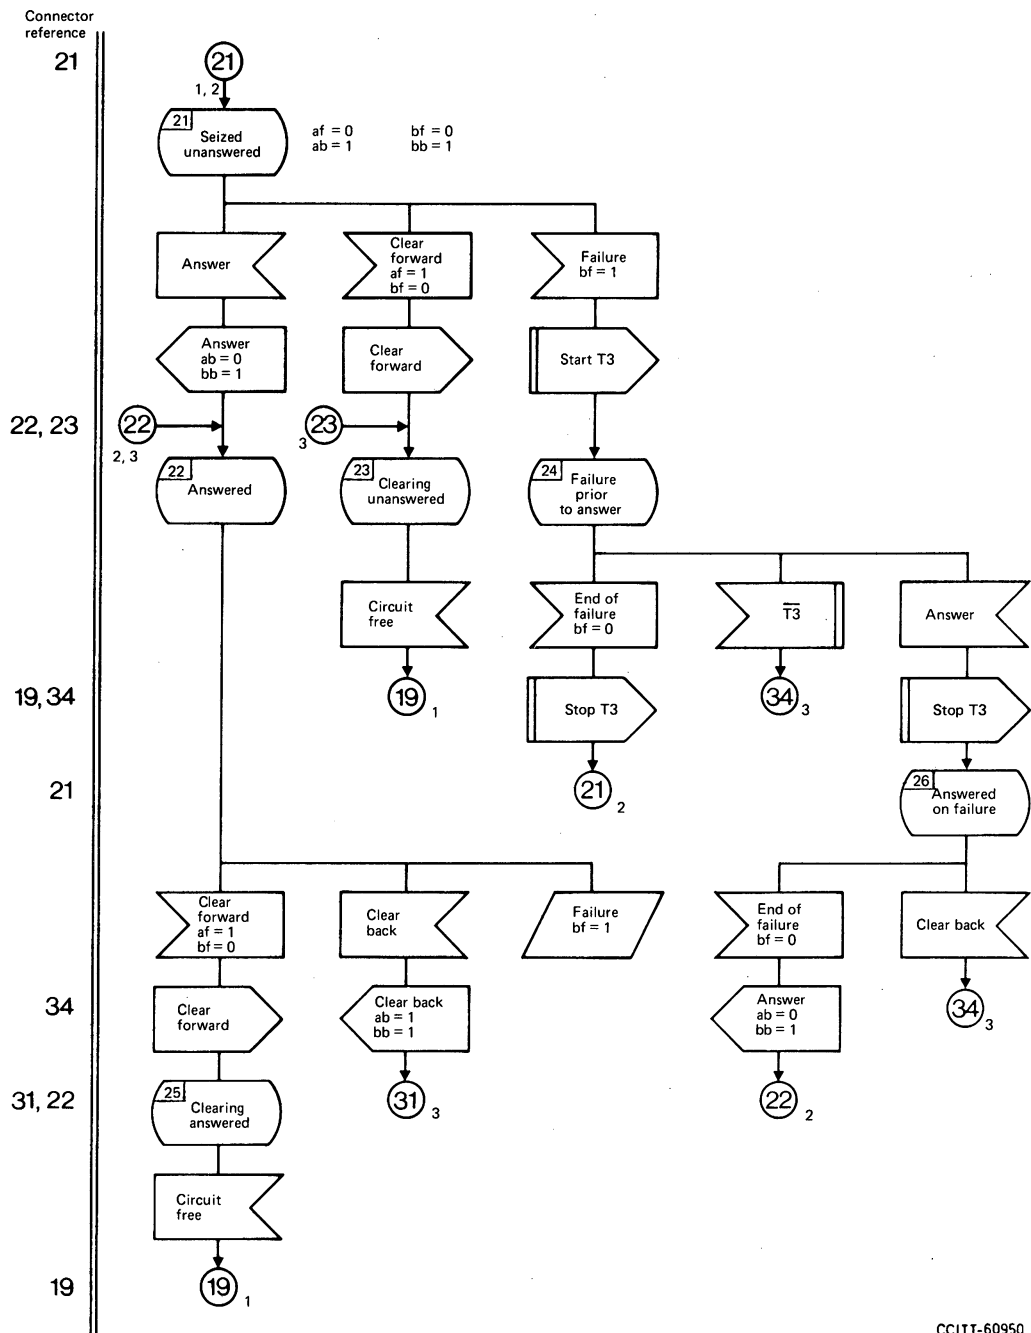 Connector
reference
21
21
1, 2
21
Seized
unanswered
af = 0
ab = 1
bf = 0
bb = 1
Answer
Clear
forward
af = 1
bf = 0
Failure
bf = 1
Answer
ab = 0
bb = 1
Clear
forward
Start T3
22, 23
22
2, 3
23
3
22
Answered
23
Clearing
unanswered
24
Failure
prior
to answer
Circuit
free
End of
failure
bf = 0
T3
Answer
19, 34
19
1
Stop T3
34
3
Stop T3
21
21
2
26
Answered
on failure
Clear
forward
af = 1
bf = 0
Clear
back
Failure
bf = 1
End of
failure
bf = 0
Clear back
34
Clear
forward
Clear back
ab = 1
bb = 1
Answer
ab = 0
bb = 1
34
3
31, 22
25
Clearing
answered
31
3
22
2
Circuit
free
19
19
1
CCITT-60950